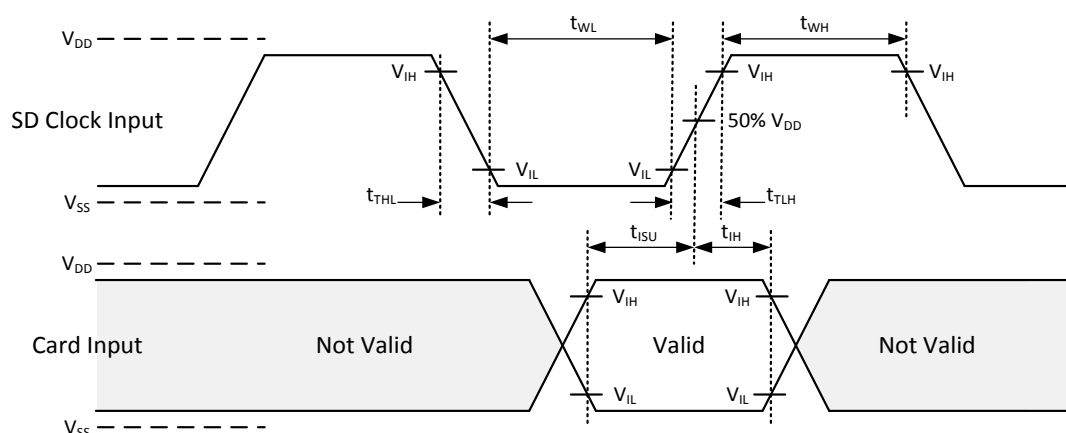 t_WL
t_WH
V_DD
V_IH
V_IH
V_IH
SD Clock Input
50% V_DD
V_IL
V_IL
t_THL
t_TLH
V_SS
t_ISU
t_IH
V_DD
V_IH
V_IH
Card Input
Not Valid
Valid
Not Valid
V_IL
V_IL
V_SS